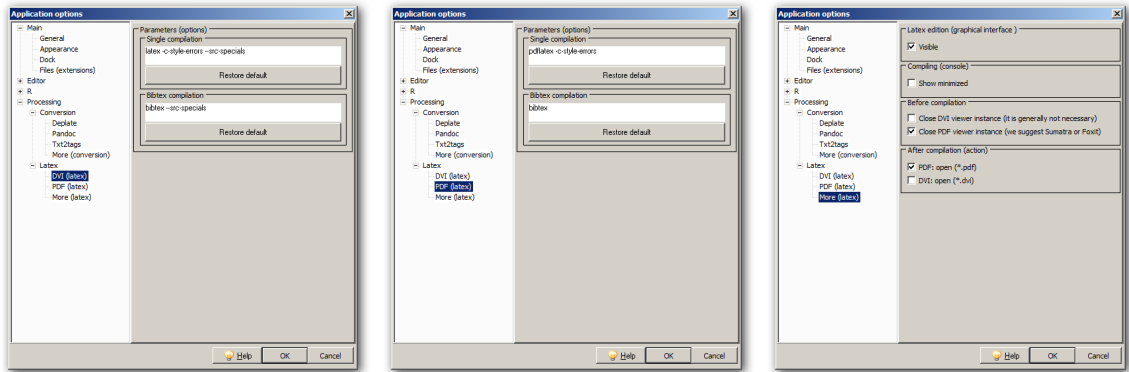 Application options
Main
General
Appearance
Dock
Files (extensions)
Editor
R
Processing
Conversion
Deplate
Pandoc
Txt2tags
More (conversion)
Latex
DVI (latex)
PDF (latex)
More (latex)
Parameters (options)
Single compilation
latex -c-style-errors --src-specials
Restore default
Bibtex compilation
bibtex --src-specials
Restore default
Help
OK
Cancel
Application options
Main
General
Appearance
Dock
Files (extensions)
Editor
R
Processing
Conversion
Deplate
Pandoc
Txt2tags
More (conversion)
Latex
DVI (latex)
PDF (latex)
More (latex)
Parameters (options)
Single compilation
pdflatex -c-style-errors
Restore default
Bibtex compilation
bibtex
Restore default
Help
OK
Cancel
Application options
Main
General
Appearance
Dock
Files (extensions)
Editor
R
Processing
Conversion
Deplate
Pandoc
Txt2tags
More (conversion)
Latex
DVI (latex)
PDF (latex)
More (latex)
Latex edition (graphical interface )
Visible
Compiling (console)
Show minimized
Before compilation
Close DVI viewer instance (it is generally not necessary)
Close PDF viewer instance (we suggest Sumatra or Foxit)
After compilation (action)
PDF: open (*.pdf)
DVI: open (*.dvi)
Help
OK
Cancel